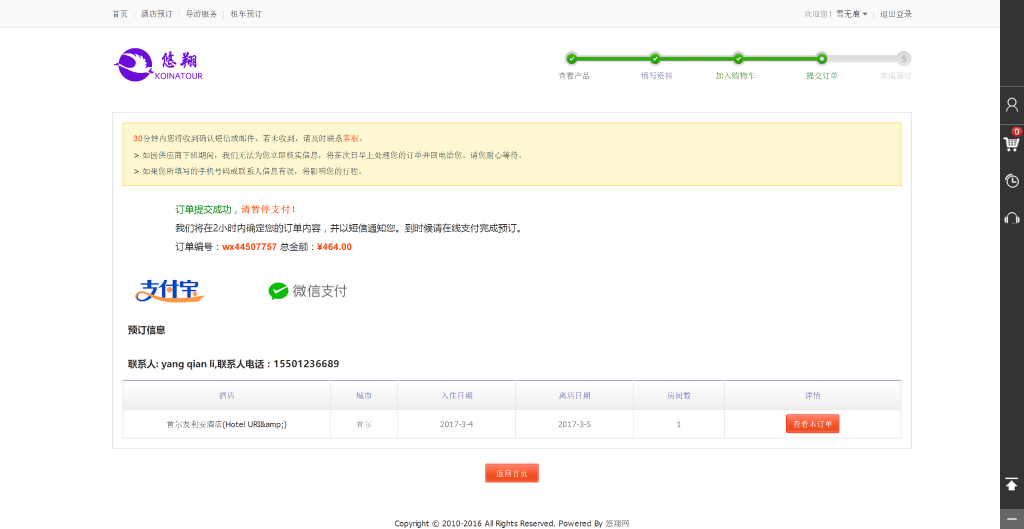 首页 酒店预订 导游服务 租车预订 欢迎您！雪无痕 退出登录
悠翔
KOINATOUR
5
查看产品 填写资料 加入购物车 提交订单 完成预订
0
30分钟内您将收到确认短信或邮件，若未收到，请及时联系客服。
> 如因供应商下班期间，我们无法为您立即核实信息，将在次日早上处理您的订单并回电给您。请您耐心等待。
> 如果您所填写的手机号码或联系人信息有误，将影响您的行程。
订单提交成功，请暂停支付！
我们将在2小时内确定您的订单内容，并以短信通知您。到时候请在线支付完成预订。
订单编号：wx44507757 总金额：¥464.00
支付宝 微信支付
预订信息
联系人: yang qian li,联系人电话：15501236689
酒店 城市 入住日期 离店日期 房间数 详情
首尔友利安酒店(Hotel URI&amp;) 首尔 2017-3-4 2017-3-5 1 查看本订单
返回首页
Copyright © 2010-2016 All Rights Reserved. Powered By 悠翔网